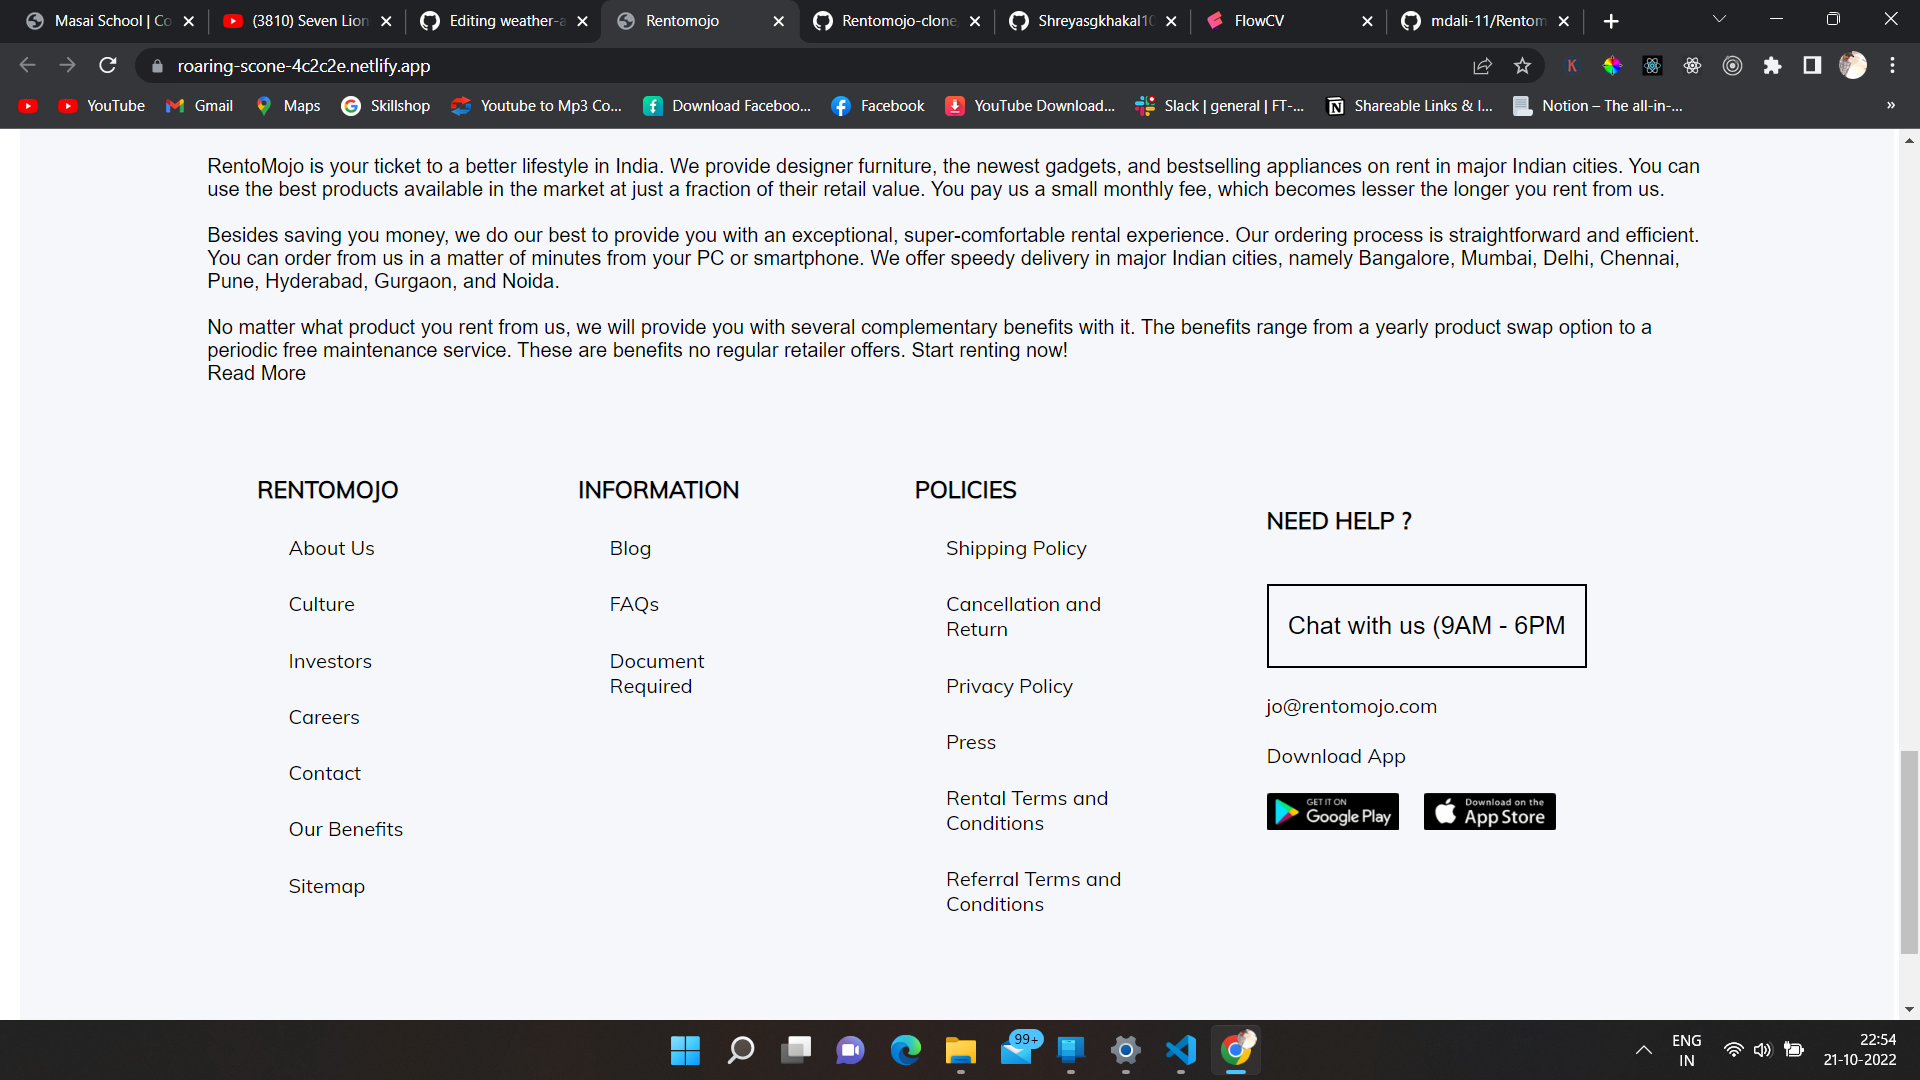 Masai School | Co
(3810) Seven Lion
Editing weather-a
Rentomojo
Rentomojo-clone
Shreyasgkhakal10
FlowCV
mdali-11/Rentom
roaring-scone-4c2c2e.netlify.app
K
YouTube
Gmail
Maps
Skillshop
Youtube to Mp3 Co...
Download Faceboo...
Facebook
YouTube Download...
Slack | general | FT-...
Shareable Links & I...
Notion – The all-in-...
»
RentoMojo is your ticket to a better lifestyle in India. We provide designer furniture, the newest gadgets, and bestselling appliances on rent in major Indian cities. You can
use the best products available in the market at just a fraction of their retail value. You pay us a small monthly fee, which becomes lesser the longer you rent from us.
Besides saving you money, we do our best to provide you with an exceptional, super-comfortable rental experience. Our ordering process is straightforward and efficient.
You can order from us in a matter of minutes from your PC or smartphone. We offer speedy delivery in major Indian cities, namely Bangalore, Mumbai, Delhi, Chennai,
Pune, Hyderabad, Gurgaon, and Noida.
No matter what product you rent from us, we will provide you with several complementary benefits with it. The benefits range from a yearly product swap option to a
periodic free maintenance service. These are benefits no regular retailer offers. Start renting now!
Read More
RENTOMOJO
About Us
Culture
Investors
Careers
Contact
Our Benefits
Sitemap
INFORMATION
Blog
FAQs
Document
Required
POLICIES
Shipping Policy
Cancellation and
Return
Privacy Policy
Press
Rental Terms and
Conditions
Referral Terms and
Conditions
NEED HELP ?
Chat with us (9AM - 6PM
jo@rentomojo.com
Download App
GET IT ON
Google Play
Download on the
App Store
99+
ENG
IN
22:54
21-10-2022